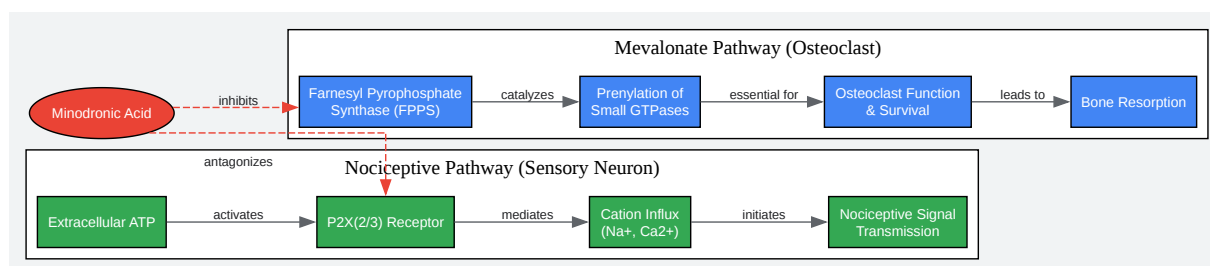 Mevalonate Pathway (Osteoclast)
Minodronic Acid
inhibits
Farnesyl Pyrophosphate
Synthase (FPPS)
catalyzes
Prenylation of
Small GTPases
essential for
Osteoclast Function
& Survival
leads to
Bone Resorption
antagonizes
Nociceptive Pathway (Sensory Neuron)
Extracellular ATP
activates
P2X(2/3) Receptor
mediates
Cation Influx
(Na+, Ca2+)
initiates
Nociceptive Signal
Transmission